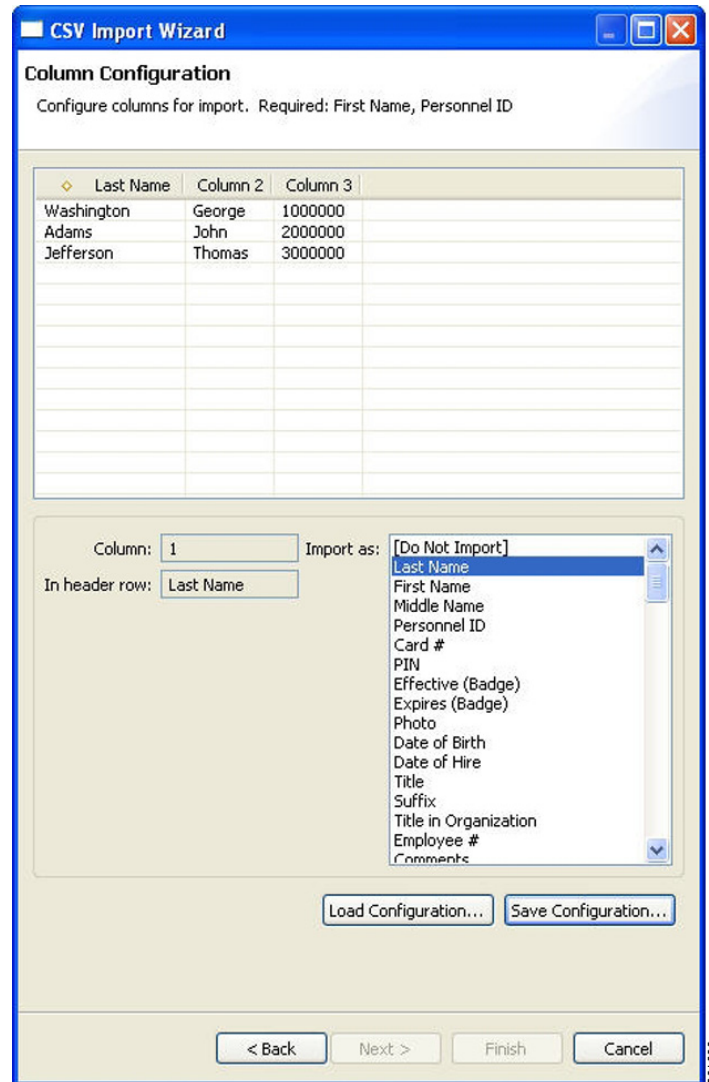 CSV Import Wizard
Column Configuration
Configure columns for import. Required: First Name, Personnel ID
Last Name Column 2 Column 3
Washington George 1000000
Adams John 2000000
Jefferson Thomas 3000000
Column: 1 Import as:
In header row: Last Name
[Do Not Import]
Last Name
First Name
Middle Name
Personnel ID
Card #
PIN
Effective (Badge)
Expires (Badge)
Photo
Date of Birth
Date of Hire
Title
Suffix
Title in Organization
Employee #
Comments
Load Configuration... Save Configuration...
< Back Next > Finish Cancel